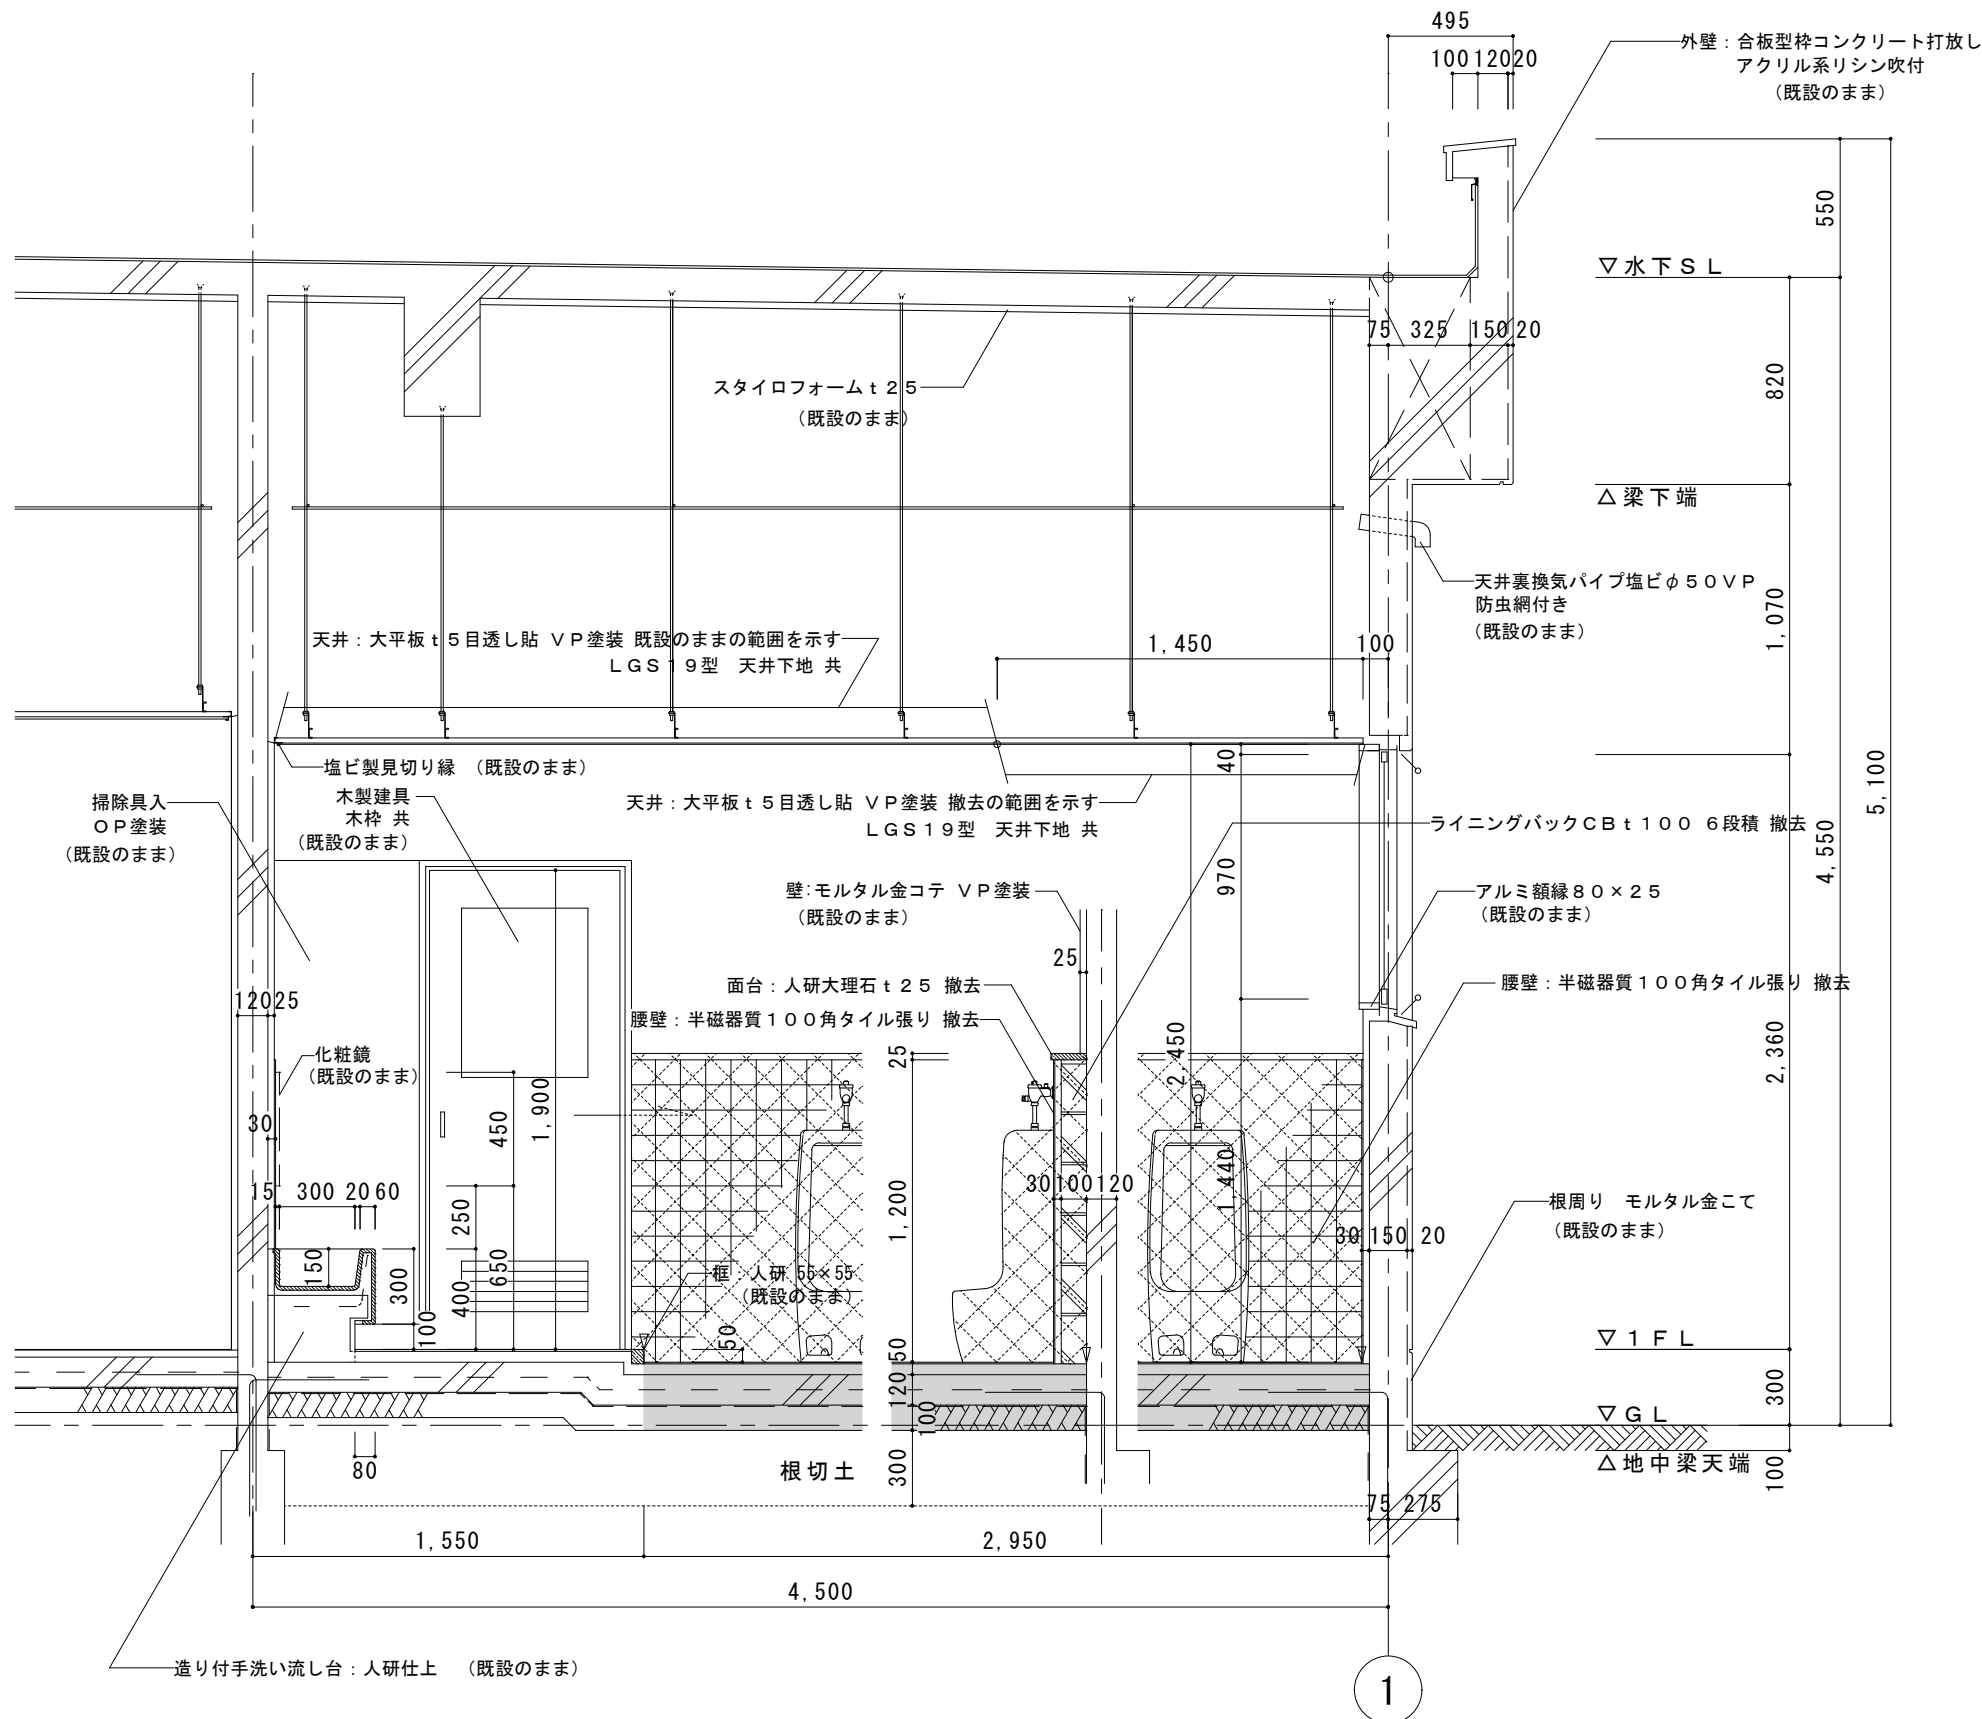 495
100
120
20
外壁：合板型枠コンクリート打放し
アクリル系リシン吹付
（既設のまま）
550
▽水下ＳＬ
75
325
150
20
スタイロフォームｔ２５
（既設のまま）
820
△梁下端
天井裏換気パイプ塩ビφ５０ＶＰ
防虫網付き
（既設のまま）
1,070
天井：大平板ｔ５目透し貼 ＶＰ塗装 既設のままの範囲を示す
ＬＧＳ１９型　天井下地 共
1,450
100
塩ビ製見切り縁 （既設のまま）
40
5,100
掃除具入
ＯＰ塗装
（既設のまま）
木製建具
木枠 共
（既設のまま）
天井：大平板ｔ５目透し貼 ＶＰ塗装 撤去の範囲を示す
ＬＧＳ１９型　天井下地 共
ライニングバックＣＢｔ１００ ６段積 撤去
4,550
970
壁：モルタル金コテ ＶＰ塗装
（既設のまま）
アルミ額縁８０×２５
（既設のまま）
25
面台：人研大理石ｔ２５ 撤去
腰壁：半磁器質１００角タイル張り 撤去
腰壁：半磁器質１００角タイル張り 撤去
120
25
化粧鏡
（既設のまま）
2,450
25
2,360
1,900
450
30
1,440
15
300
20
60
30
100
120
250
1,200
根周り　モルタル金こて
（既設のまま）
30
150
20
150
300
650
400
框：人研 55×55
（既設のまま）
100
50
50
▽１ＦＬ
120
300
100
▽ＧＬ
80
根切土
300
△地中梁天端
100
75
275
1,550
2,950
4,500
造り付手洗い流し台：人研仕上　（既設のまま）
1